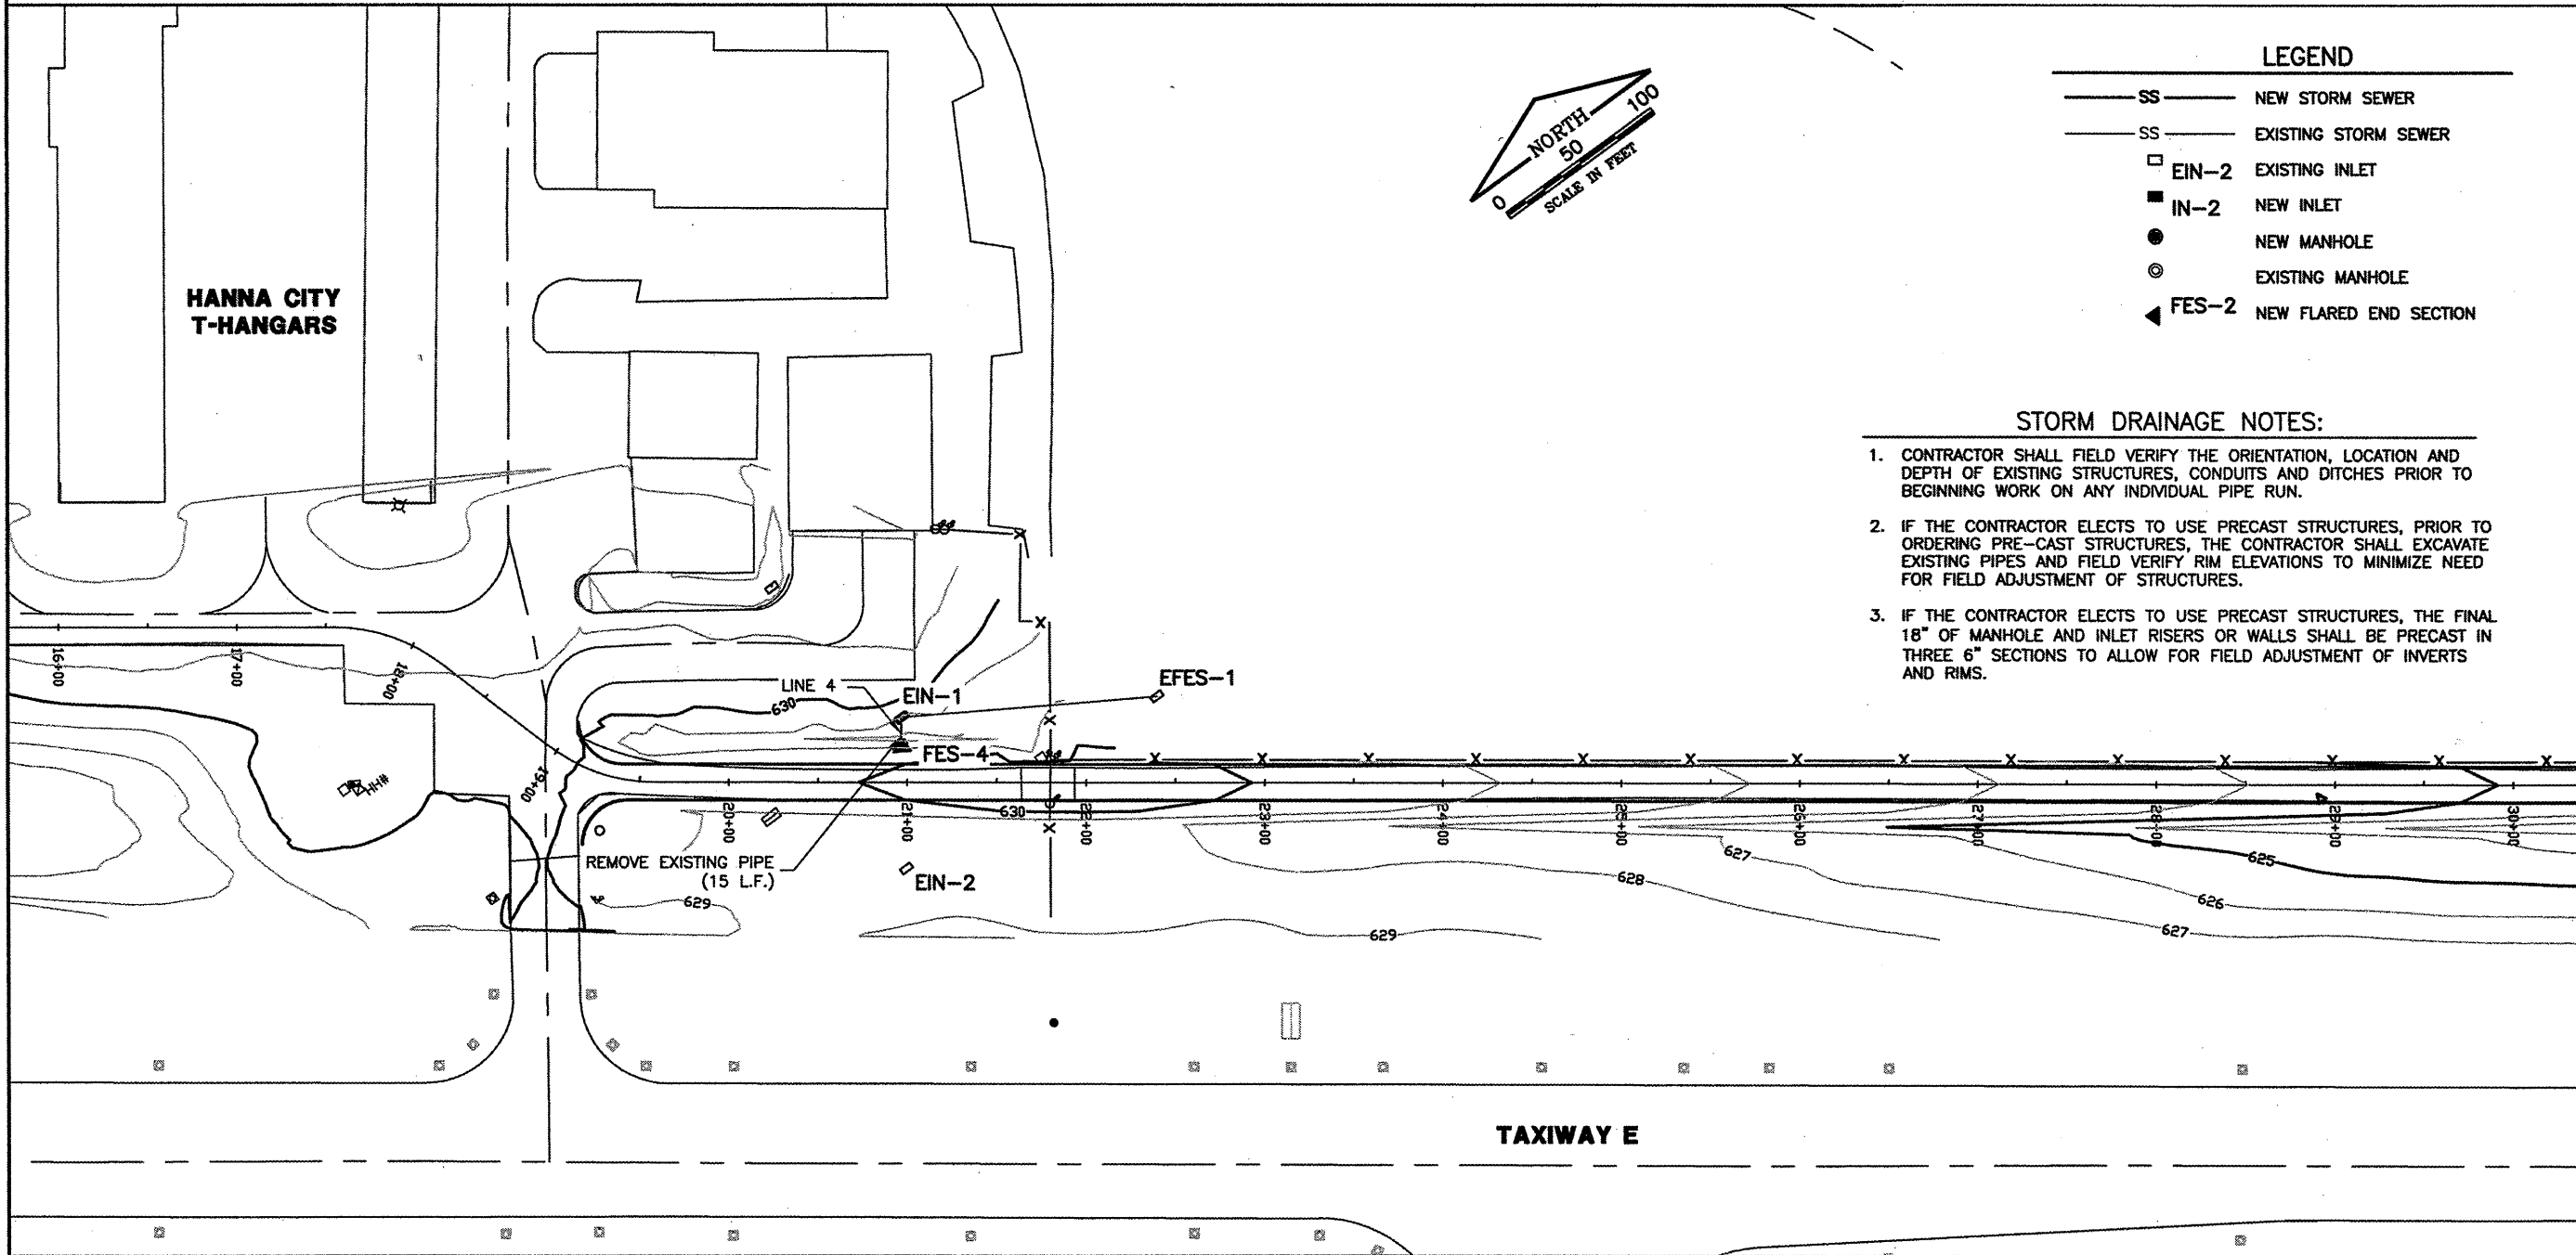 LEGEND
SS NEW STORM SEWER
SS EXISTING STORM SEWER
EIN-2 EXISTING INLET
IN-2 NEW INLET
NEW MANHOLE
EXISTING MANHOLE
FES-2 NEW FLARED END SECTION
NORTH
0 50 100
SCALE IN FEET
HANNA CITY
T-HANGARS
STORM DRAINAGE NOTES:
1. CONTRACTOR SHALL FIELD VERIFY THE ORIENTATION, LOCATION AND
DEPTH OF EXISTING STRUCTURES, CONDUITS AND DITCHES PRIOR TO
BEGINNING WORK ON ANY INDIVIDUAL PIPE RUN.
2. IF THE CONTRACTOR ELECTS TO USE PRECAST STRUCTURES, PRIOR TO
ORDERING PRE-CAST STRUCTURES, THE CONTRACTOR SHALL EXCAVATE
EXISTING PIPES AND FIELD VERIFY RIM ELEVATIONS TO MINIMIZE NEED
FOR FIELD ADJUSTMENT OF STRUCTURES.
3. IF THE CONTRACTOR ELECTS TO USE PRECAST STRUCTURES, THE FINAL
18" OF MANHOLE AND INLET RISERS OR WALLS SHALL BE PRECAST IN
THREE 6" SECTIONS TO ALLOW FOR FIELD ADJUSTMENT OF INVERTS
AND RIMS.
16+00
17+00
18+00
19+00
LINE 4
EIN-1
EFES-1
630
FES-4
HH#
20+00
21+00
630
22+00
23+00
24+00
25+00
26+00
27+00
28+00
29+00
30+00
REMOVE EXISTING PIPE
(15 L.F.)
EIN-2
629
629
628
627
627
626
625
TAXIWAY E